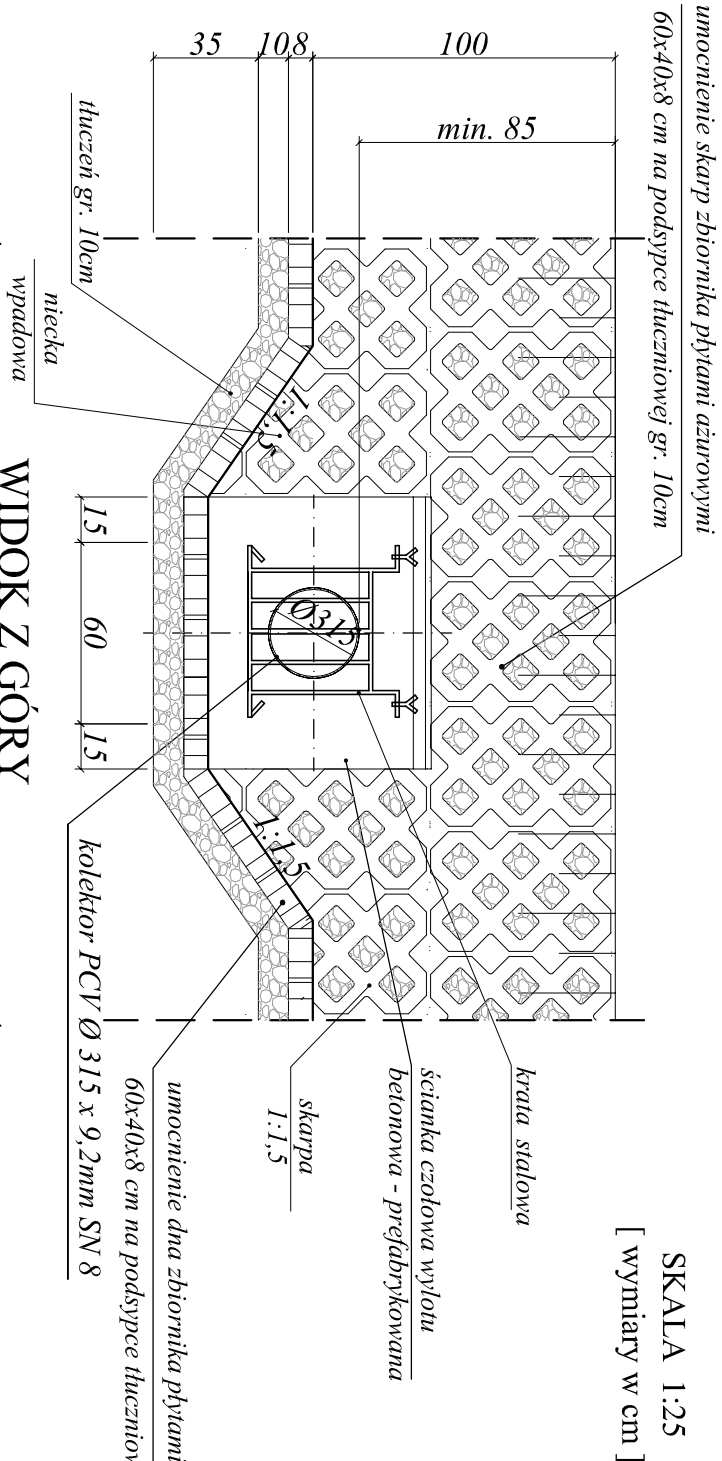 umocnienie skarp zbiornika płytami ażurowymi
60x40x8 cm na podsypce tłuczniowej gr. 10cm
SKALA 1:25
[ wymiary w cm ]
35
10
8
100
min. 85
tłuczeń gr. 10cm
niecka
wpadowa
1:1,5
1:1,5
Ø315
15
60
15
krata stalowa
ścianka czołowa wylotu
betonowa - prefabrykowana
skarpa
1:1,5
umocnienie dna zbiornika płytami
60x40x8 cm na podsypce
kolektor PCV Ø 315 x 9,2mm SN 8
WIDOK Z GÓRY